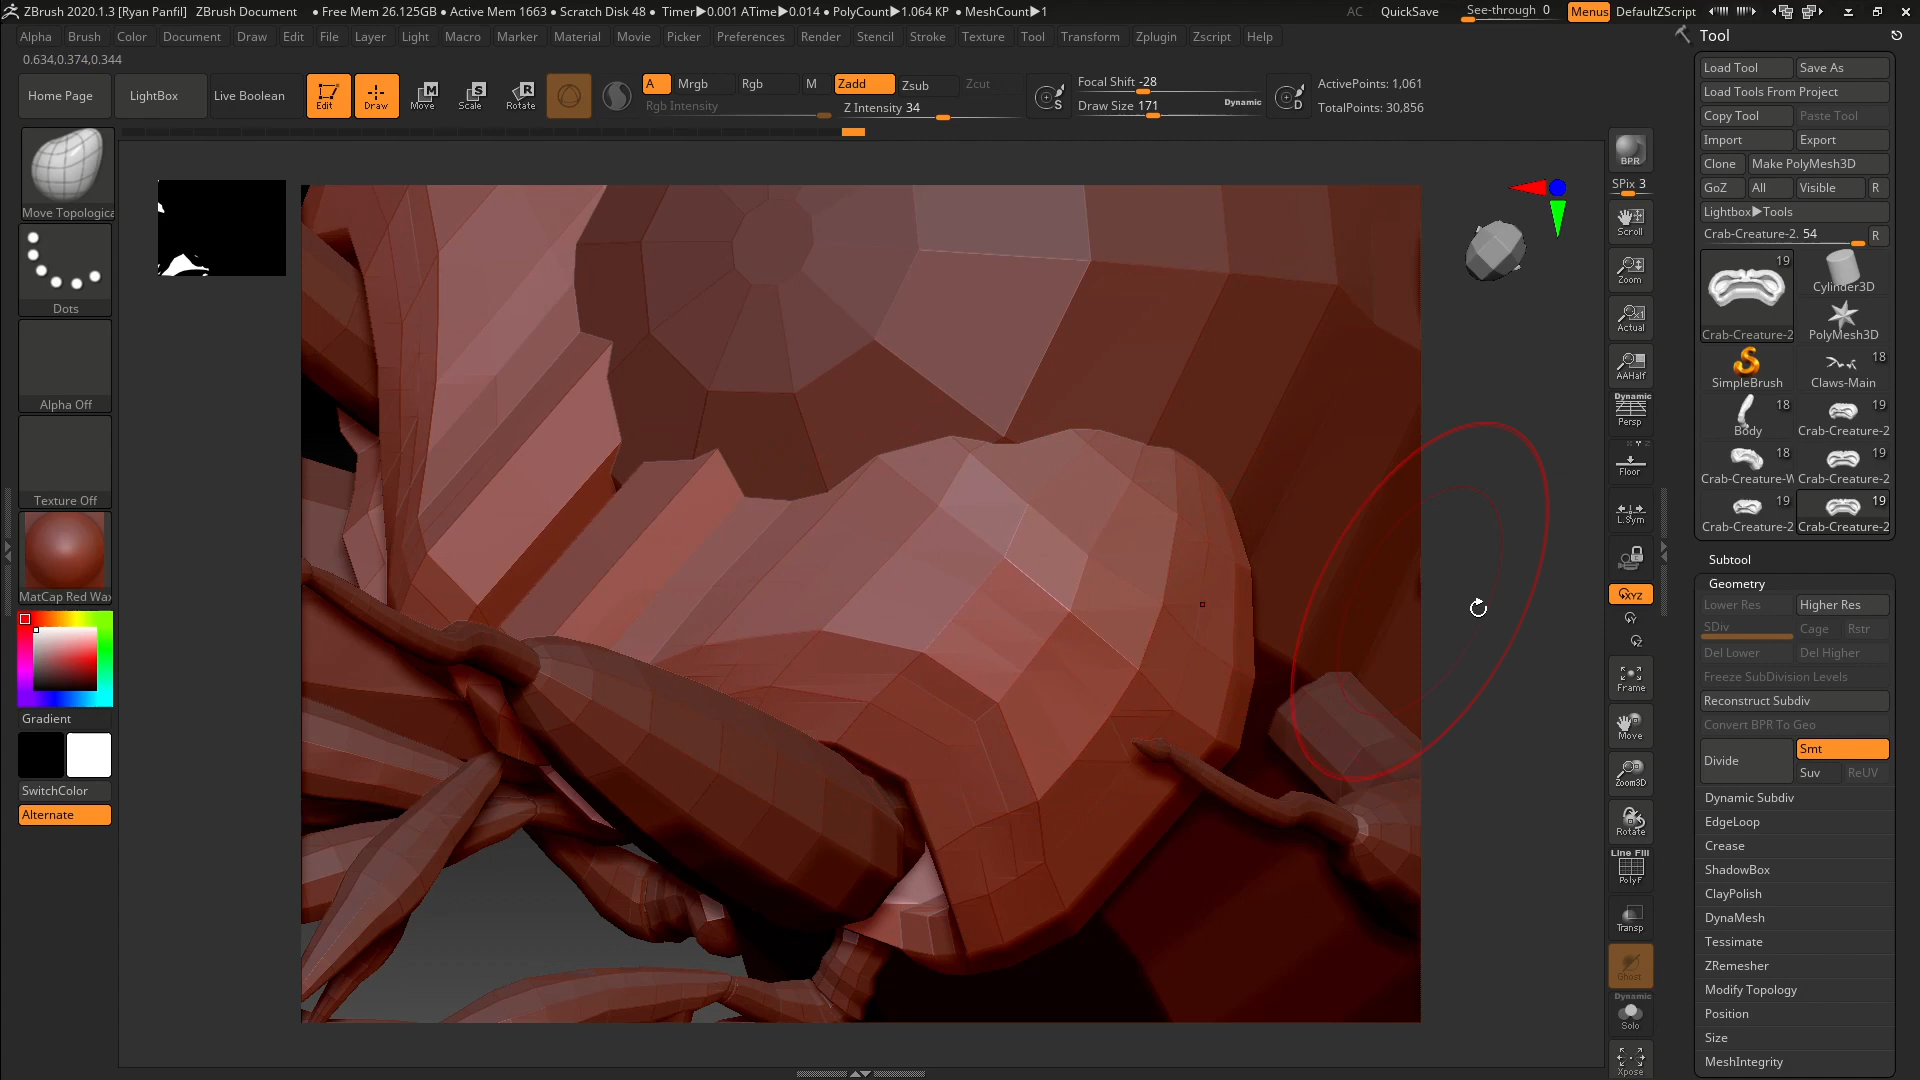 ZBrush 2020.1.3 [Ryan Panfil] ZBrush Document ● Free Mem 26.125GB ● Active Mem 1663 ● Scratch Disk 48 ● Timer▶0.001 ATime▶0.014 ● PolyCount▶1.064 KP ● MeshCount▶1 AC QuickSave See-through 0 Menus DefaultZScript
Alpha Brush Color Document Draw Edit File Layer Light Macro Marker Material Movie Picker Preferences Render Stencil Stroke Texture Tool Transform Zplugin Zscript Help
0.634,0.374,0.344
Home Page LightBox Live Boolean Edit Draw Move Scale Rotate
A Mrgb Rgb M Zadd Zsub Zcut
Rgb Intensity Z Intensity 34
Focal Shift -28
Draw Size 171 Dynamic
S
D
ActivePoints: 1,061
TotalPoints: 30,856
Move Topologica
Dots
Alpha Off
Texture Off
MatCap Red Wax
Gradient
SwitchColor
Alternate
BPR
SPix 3
Scroll
Zoom
Actual
AAHalf
Dynamic
Persp
Floor
L.Sym
XYZ
Y
Z
Frame
Move
Zoom3D
Rotate
Line Fill
PolyF
Transp
Ghost
Dynamic
Solo
Xpose
Tool
Load Tool Save As
Load Tools From Project
Copy Tool Paste Tool
Import Export
Clone Make PolyMesh3D
GoZ All Visible R
Lightbox▶Tools
Crab-Creature-2. 54 R
19
Crab-Creature-2 Cylinder3D
PolyMesh3D
SimpleBrush 18 Claws-Main
18 Body 19 Crab-Creature-2
18 Crab-Creature-W 19 Crab-Creature-2
19 Crab-Creature-2 19 Crab-Creature-2
Subtool
Geometry
Lower Res Higher Res
SDiv Cage Rstr
Del Lower Del Higher
Freeze SubDivision Levels
Reconstruct Subdiv
Convert BPR To Geo
Divide Smt
Suv ReUV
Dynamic Subdiv
EdgeLoop
Crease
ShadowBox
ClayPolish
DynaMesh
Tessimate
ZRemesher
Modify Topology
Position
Size
MeshIntegrity